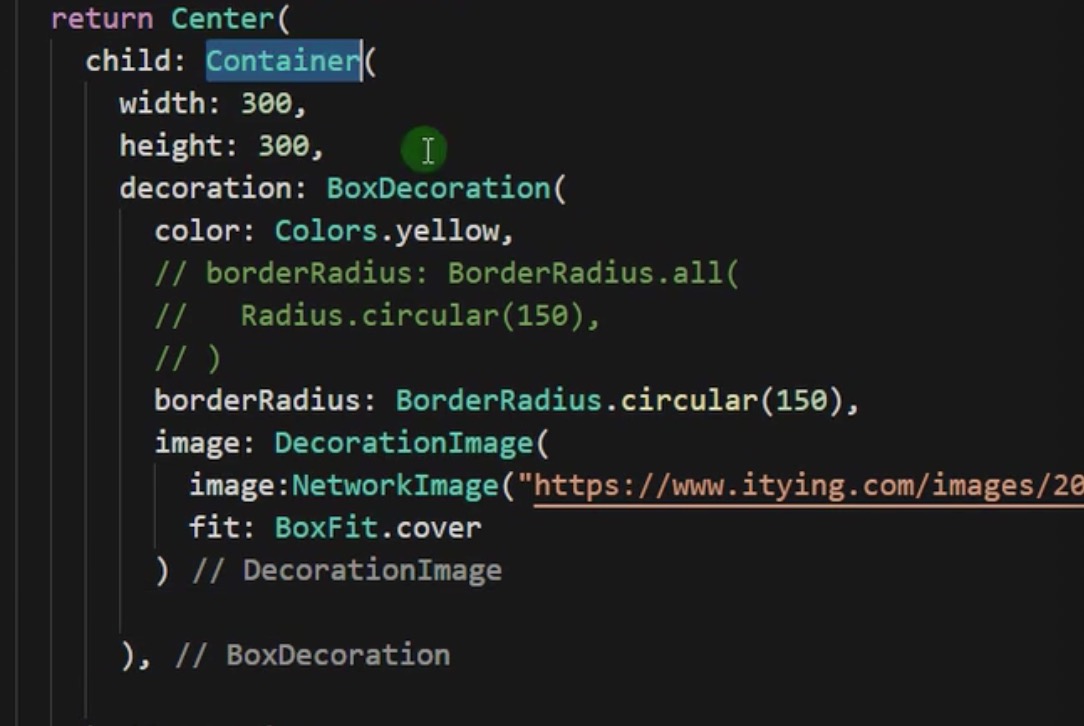 return Center(
child: Container(
width: 300,
height: 300,
decoration: BoxDecoration(
color: Colors.yellow,
// borderRadius: BorderRadius.all(
//   Radius.circular(150),
// )
borderRadius: BorderRadius.circular(150),
image: DecorationImage(
image:NetworkImage("https://www.itying.com/images/20
fit: BoxFit.cover
) // DecorationImage
), // BoxDecoration